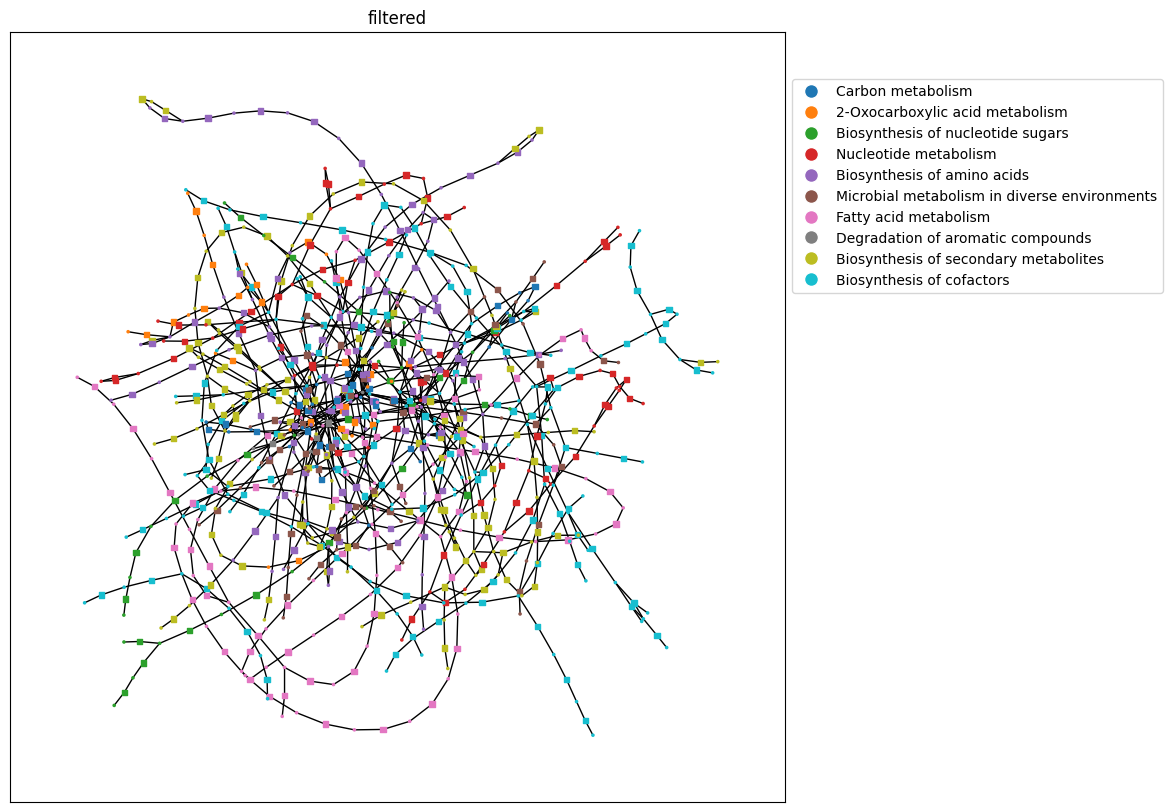 filtered
Carbon metabolism
2-Oxocarboxylic acid metabolism
Biosynthesis of nucleotide sugars
Nucleotide metabolism
Biosynthesis of amino acids
Microbial metabolism in diverse environments
Fatty acid metabolism
Degradation of aromatic compounds
Biosynthesis of secondary metabolites
Biosynthesis of cofactors